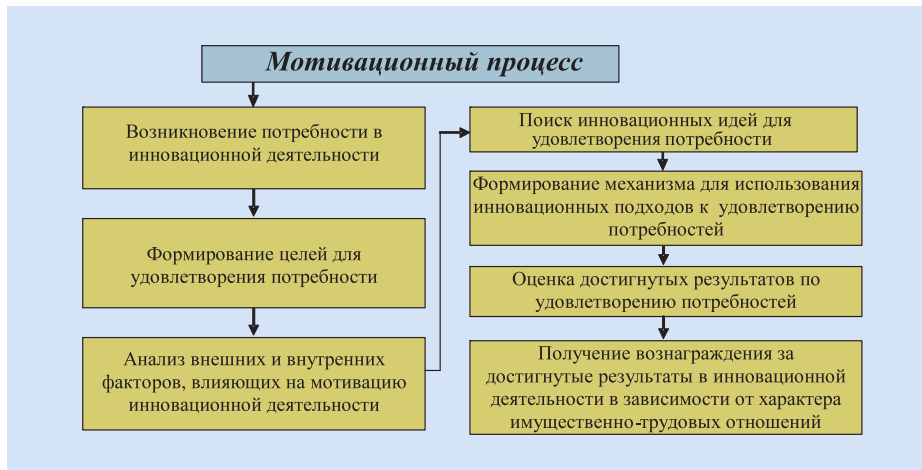 Мотивационный процесс
Возникновение потребности в
инновационной деятельности
Формирование целей для
удовлетворения потребности
Анализ внешних и внутренних
факторов, влияющих на мотивацию
инновационной деятельности
Поиск инновационных идей для
удовлетворения потребности
Формирование механизма для использования
инновационных подходов к удовлетворению
потребностей
Оценка достигнутых результатов по
удовлетворению потребностей
Получение вознаграждения за
достигнутые результаты в инновационной
деятельности в зависимости от характера
имущественно-трудовых отношений